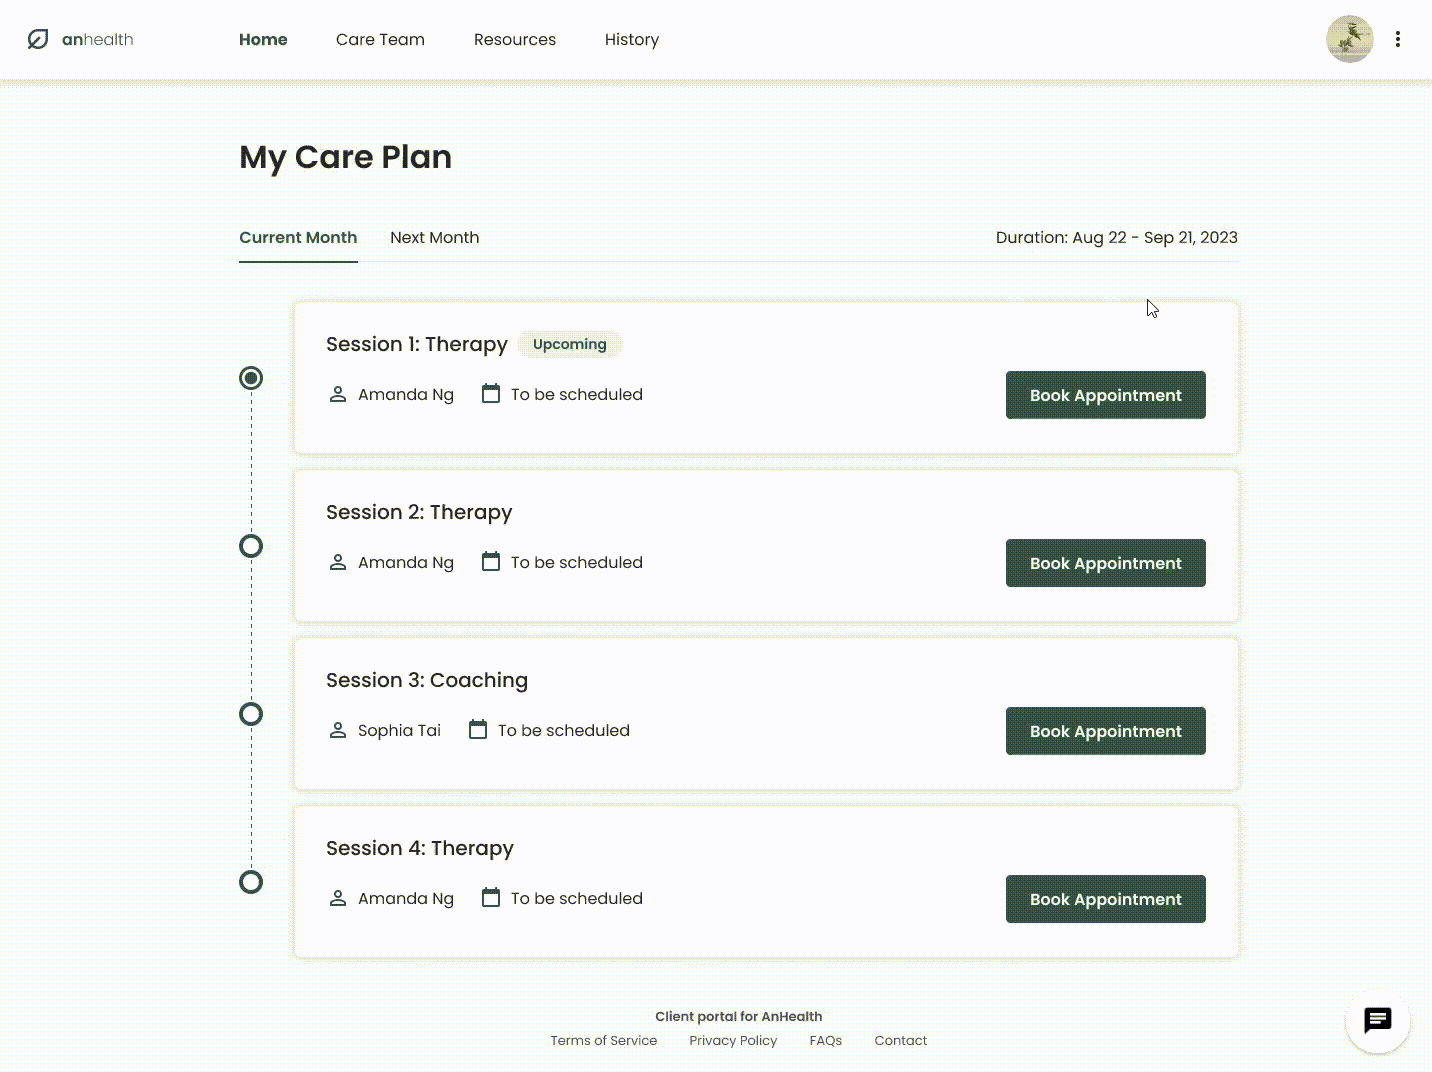 anhealth Home Care Team Resources History
My Care Plan
Current Month Next Month Duration: Aug 22 - Sep 21, 2023
Session 1: Therapy Upcoming
Amanda Ng To be scheduled Book Appointment
Session 2: Therapy
Amanda Ng To be scheduled Book Appointment
Session 3: Coaching
Sophia Tai To be scheduled Book Appointment
Session 4: Therapy
Amanda Ng To be scheduled Book Appointment
Client portal for AnHealth
Terms of Service Privacy Policy FAQs Contact